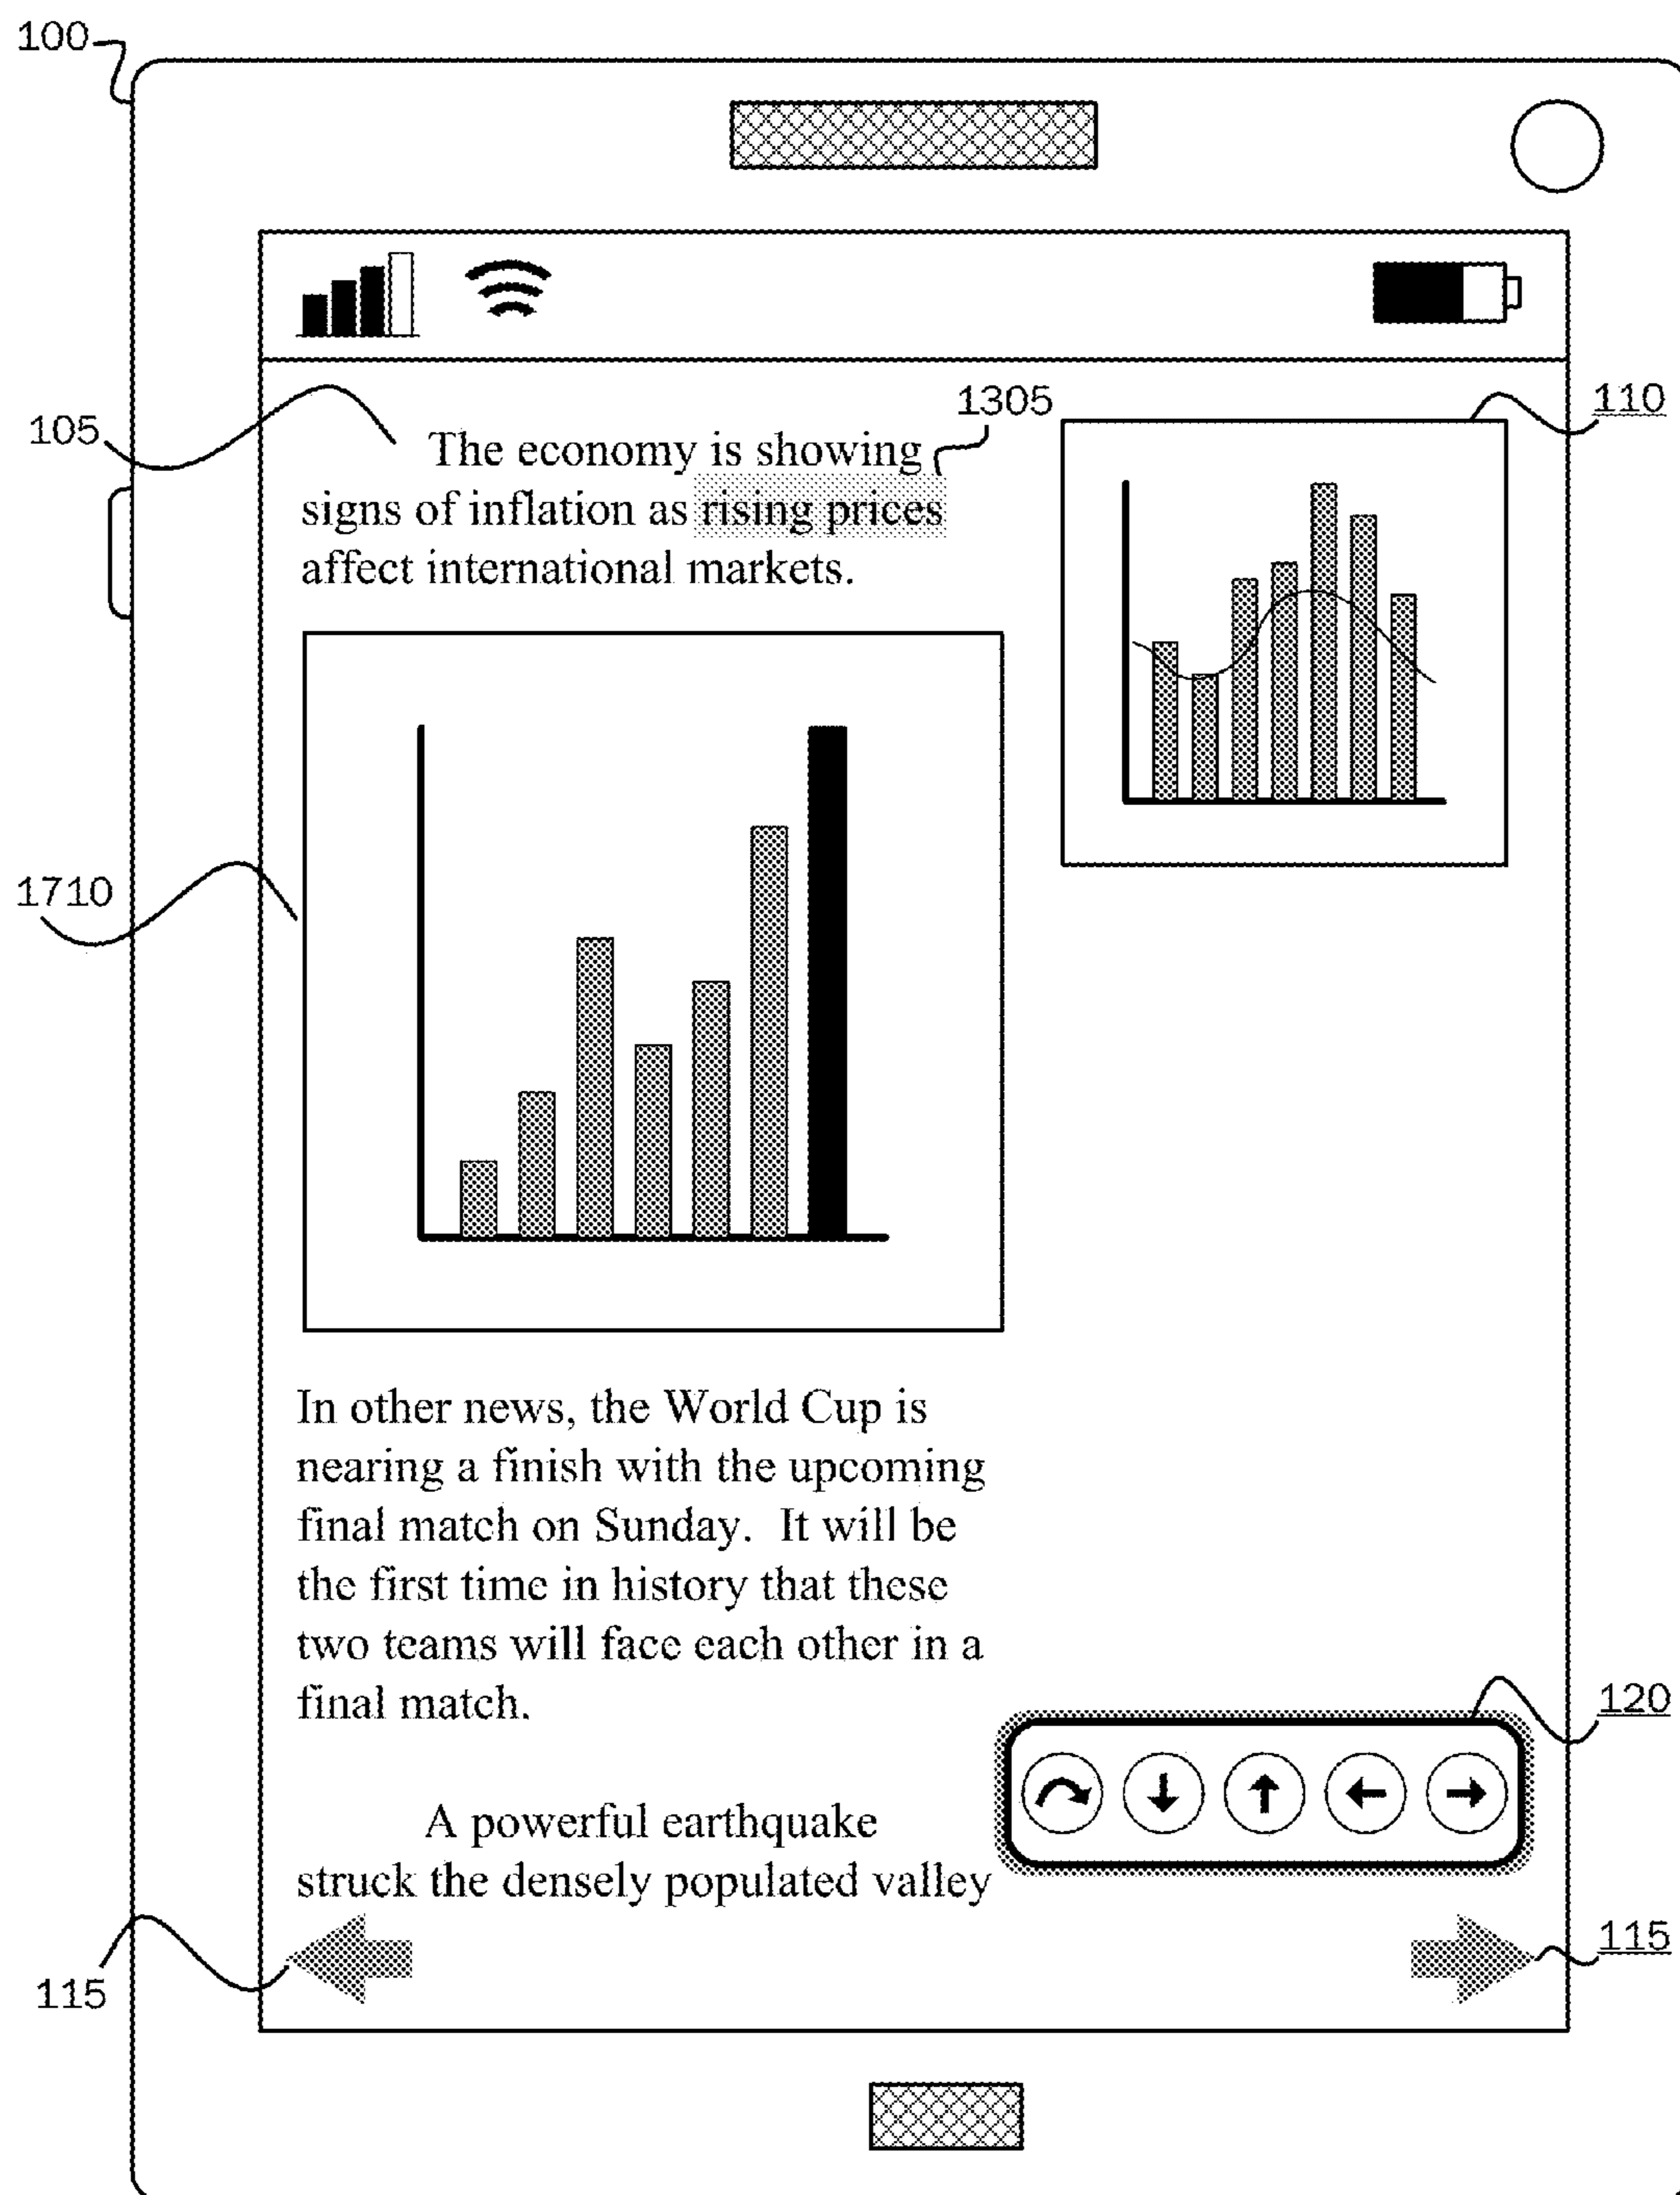 100
105
1305
110
The economy is showing
signs of inflation as rising prices
affect international markets.
1710
In other news, the World Cup is
nearing a finish with the upcoming
final match on Sunday. It will be
the first time in history that these
two teams will face each other in a
final match.
120
A powerful earthquake
struck the densely populated valley
115
115